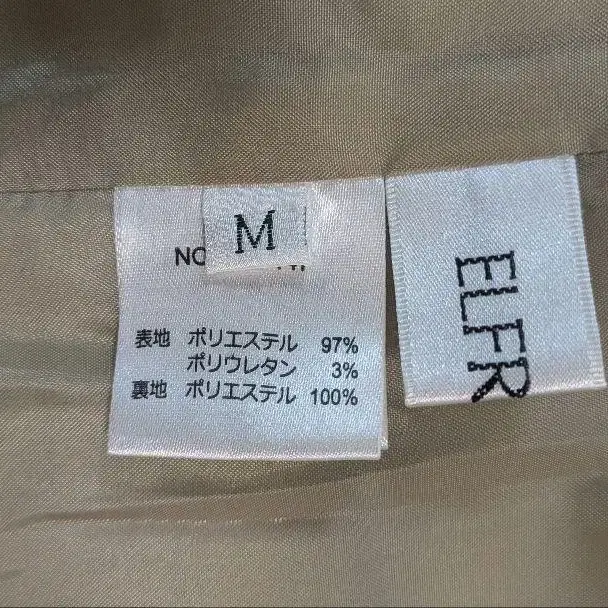 M
NO
表地 ポリエステル 97%
ポリウレタン 3%
裏地 ポリエステル 100%
ELFR